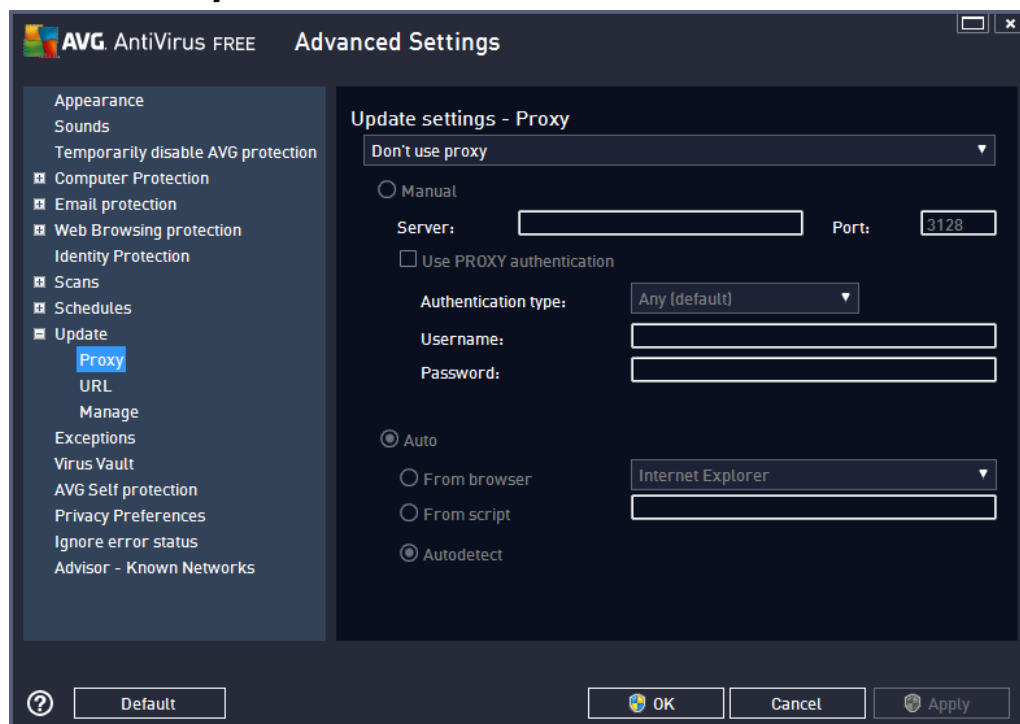 AVG. AntiVirus FREE Advanced Settings
Appearance
Sounds
Temporarily disable AVG protection
Computer Protection
Email protection
Web Browsing protection
Identity Protection
Scans
Schedules
Update
Proxy
URL
Manage
Exceptions
Virus Vault
AVG Self protection
Privacy Preferences
Ignore error status
Advisor - Known Networks
Update settings - Proxy
Don't use proxy
Manual
Server: Port: 3128
Use PROXY authentication
Authentication type: Any (default)
Username:
Password:
Auto
From browser Internet Explorer
From script
Autodetect
? Default OK Cancel Apply